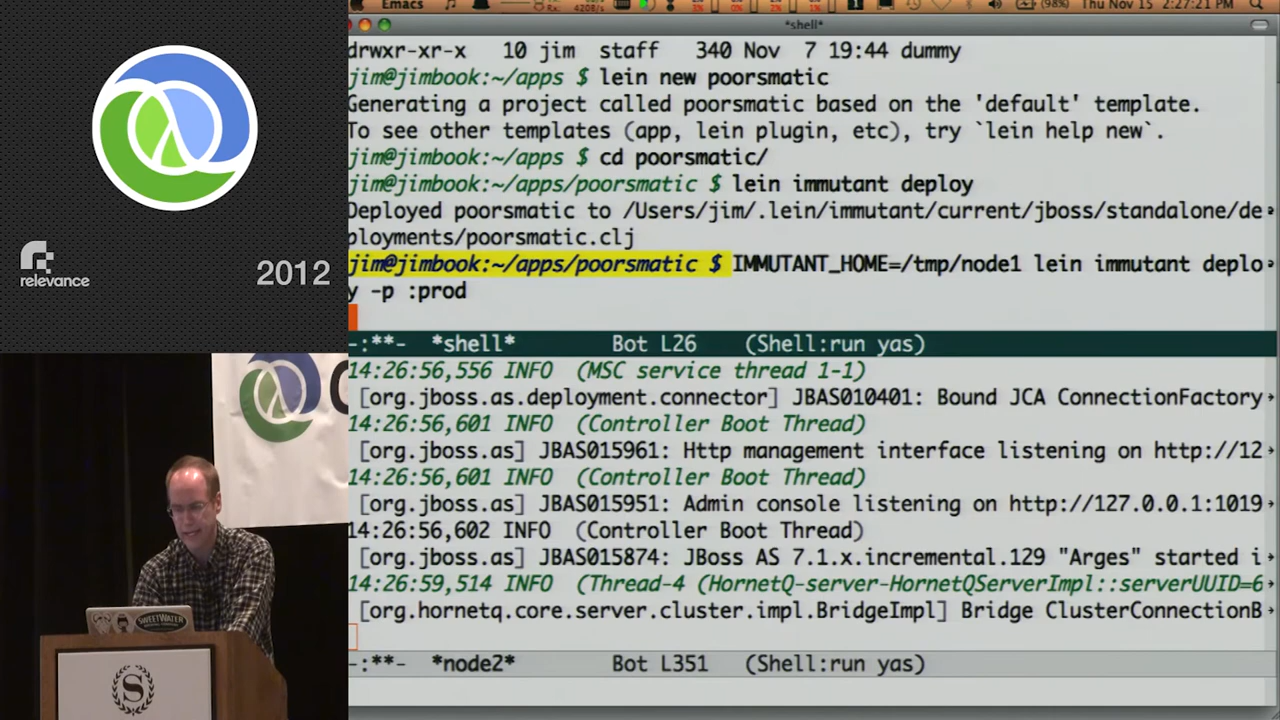 Emacs
420B/s
(98%)
Thu Nov 15 2:27:21 PM
*shell*
drwxr-xr-x 10 jim staff 340 Nov 7 19:44 dummy
jim@jimbook:~/apps $ lein new poorsmatic
Generating a project called poorsmatic based on the 'default' template.
To see other templates (app, lein plugin, etc), try `lein help new`.
jim@jimbook:~/apps $ cd poorsmatic/
jim@jimbook:~/apps/poorsmatic $ lein immutant deploy
Deployed poorsmatic to /Users/jim/.lein/immutant/current/jboss/standalone/de
ployments/poorsmatic.clj
jim@jimbook:~/apps/poorsmatic $ IMMUTANT_HOME=/tmp/node1 lein immutant deplo
y -p :prod
-:**- *shell* Bot L26 (Shell:run yas)
14:26:56,556 INFO (MSC service thread 1-1)
[org.jboss.as.deployment.connector] JBAS010401: Bound JCA ConnectionFactory
14:26:56,601 INFO (Controller Boot Thread)
[org.jboss.as] JBAS015961: Http management interface listening on http://12
14:26:56,601 INFO (Controller Boot Thread)
[org.jboss.as] JBAS015951: Admin console listening on http://127.0.0.1:1019
14:26:56,602 INFO (Controller Boot Thread)
[org.jboss.as] JBAS015874: JBoss AS 7.1.x.incremental.129 "Arges" started i
14:26:59,514 INFO (Thread-4 (HornetQ-server-HornetQServerImpl::serverUUID=6
[org.hornetq.core.server.cluster.impl.BridgeImpl] Bridge ClusterConnectionB
-:**- *node2* Bot L351 (Shell:run yas)
relevance
2012
SWEETWATER
S